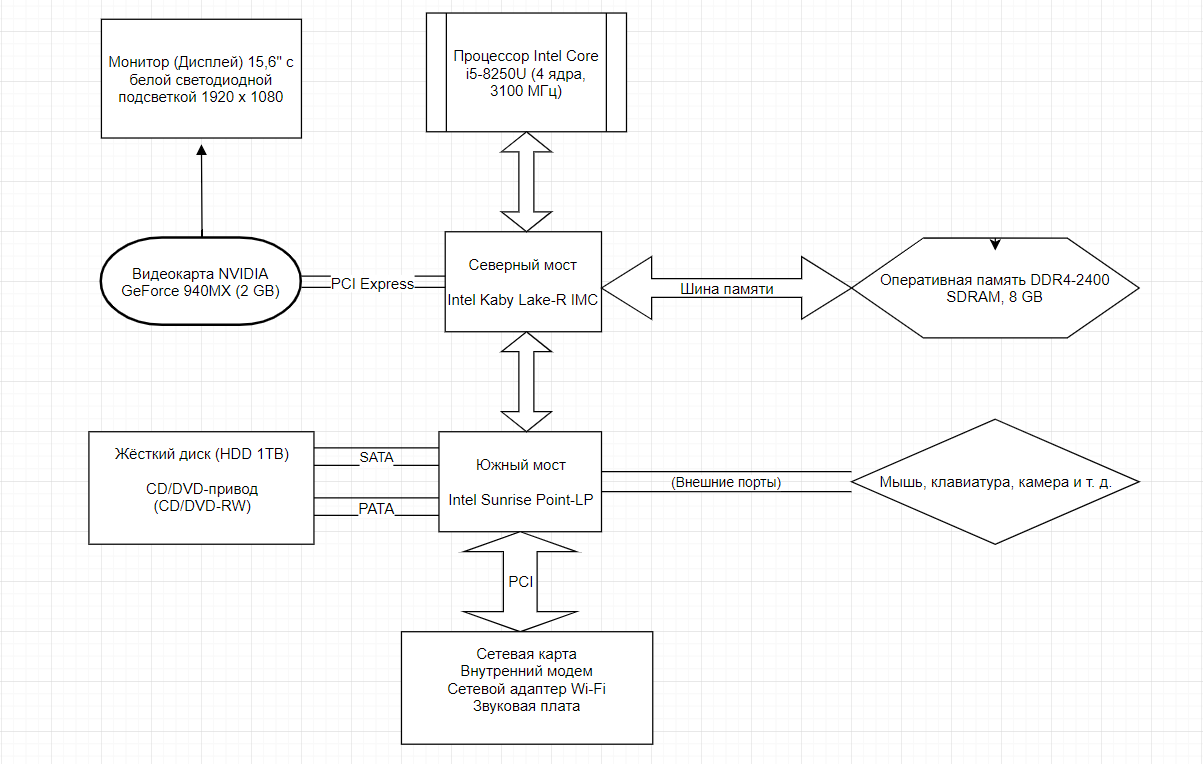 Монитор (Дисплей) 15,6" с
белой светодиодной
подсветкой 1920 x 1080
Процессор Intel Core
i5-8250U (4 ядра,
3100 МГц)
Видеокарта NVIDIA
GeForce 940MX (2 GB)
PCI Express
Северный мост
Intel Kaby Lake-R IMC
Шина памяти
Оперативная память DDR4-2400
SDRAM, 8 GB
Жёсткий диск (HDD 1TB)
CD/DVD-привод
(CD/DVD-RW)
SATA
PATA
Южный мост
Intel Sunrise Point-LP
(Внешние порты)
Мышь, клавиатура, камера и т. д.
PCI
Сетевая карта
Внутренний модем
Сетевой адаптер Wi-Fi
Звуковая плата